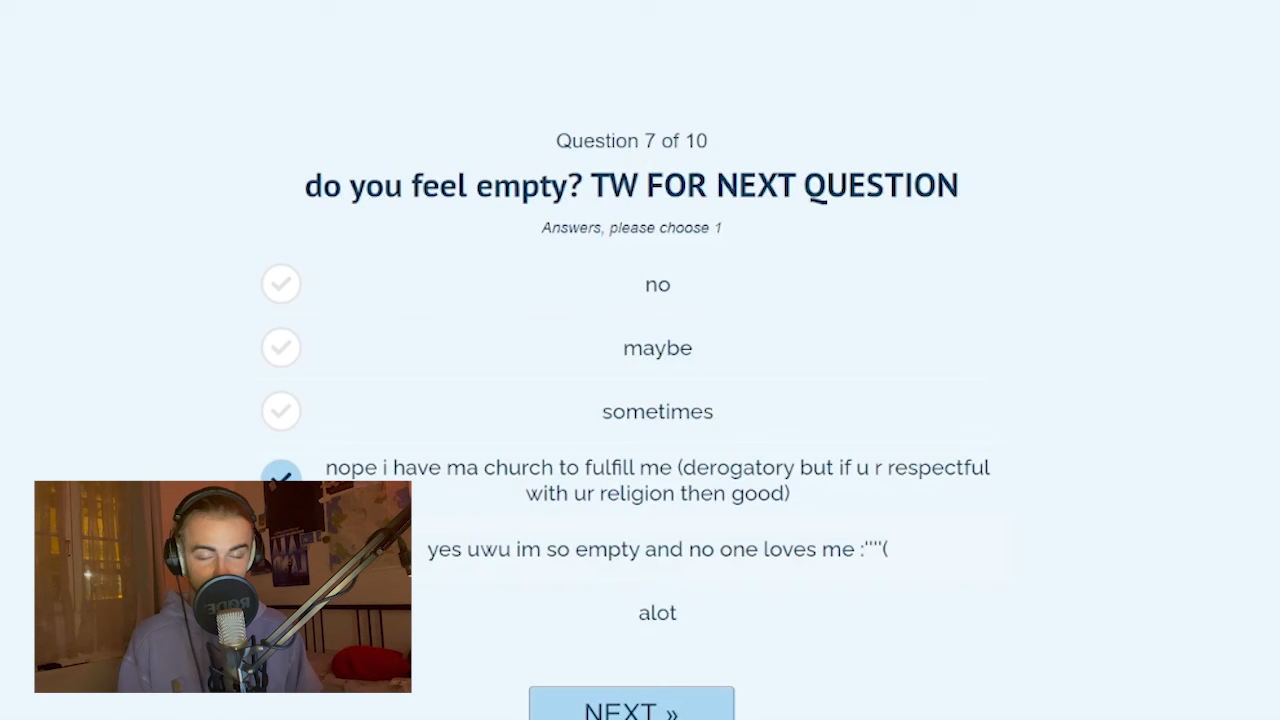 Question 7 of 10
do you feel empty? TW FOR NEXT QUESTION
Answers, please choose 1
no
maybe
sometimes
nope i have ma church to fulfill me (derogatory but if u r respectful
with ur religion then good)
yes uwu im so empty and no one loves me :''''(
alot
RODE
NEXT »